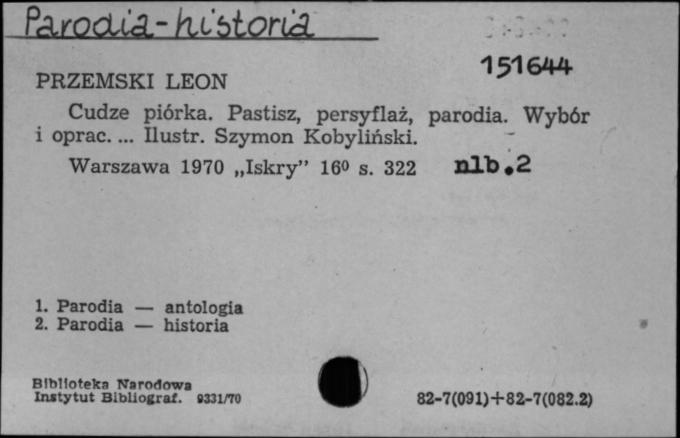 Parodia-historia
151644
PRZEMSKI LEON
Cudze piórka. Pastisz, persyflaż, parodia. Wybór
i oprac. ... Ilustr. Szymon Kobyliński.
Warszawa 1970 „Iskry” 16⁰ s. 322 nlb.2
1. Parodia — antologia
2. Parodia — historia
Biblioteka Narodowa
Instytut Bibliograf. 9331/70
82-7(091)+82-7(082.2)